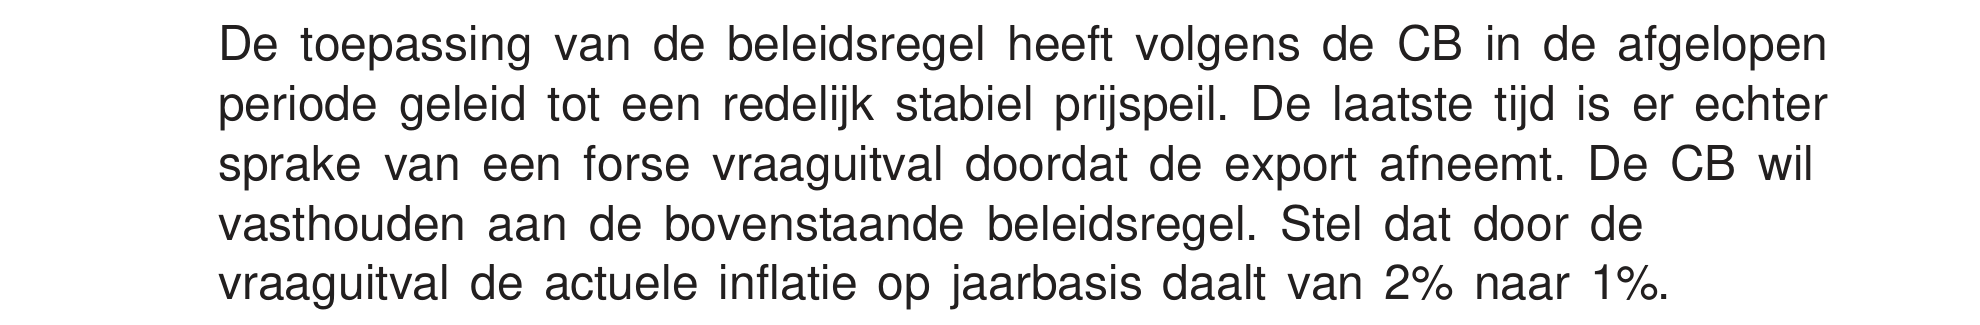 De toepassing van de beleidsregel heeft volgens de CB in de afgelopen
periode geleid tot een redelijk stabiel prijspeil. De laatste tijd is er echter
sprake van een forse vraaguitval doordat de export afneemt. De CB wil
vasthouden aan de bovenstaande beleidsregel. Stel dat door de
vraaguitval de actuele inflatie op jaarbasis daalt van 2% naar 1%.